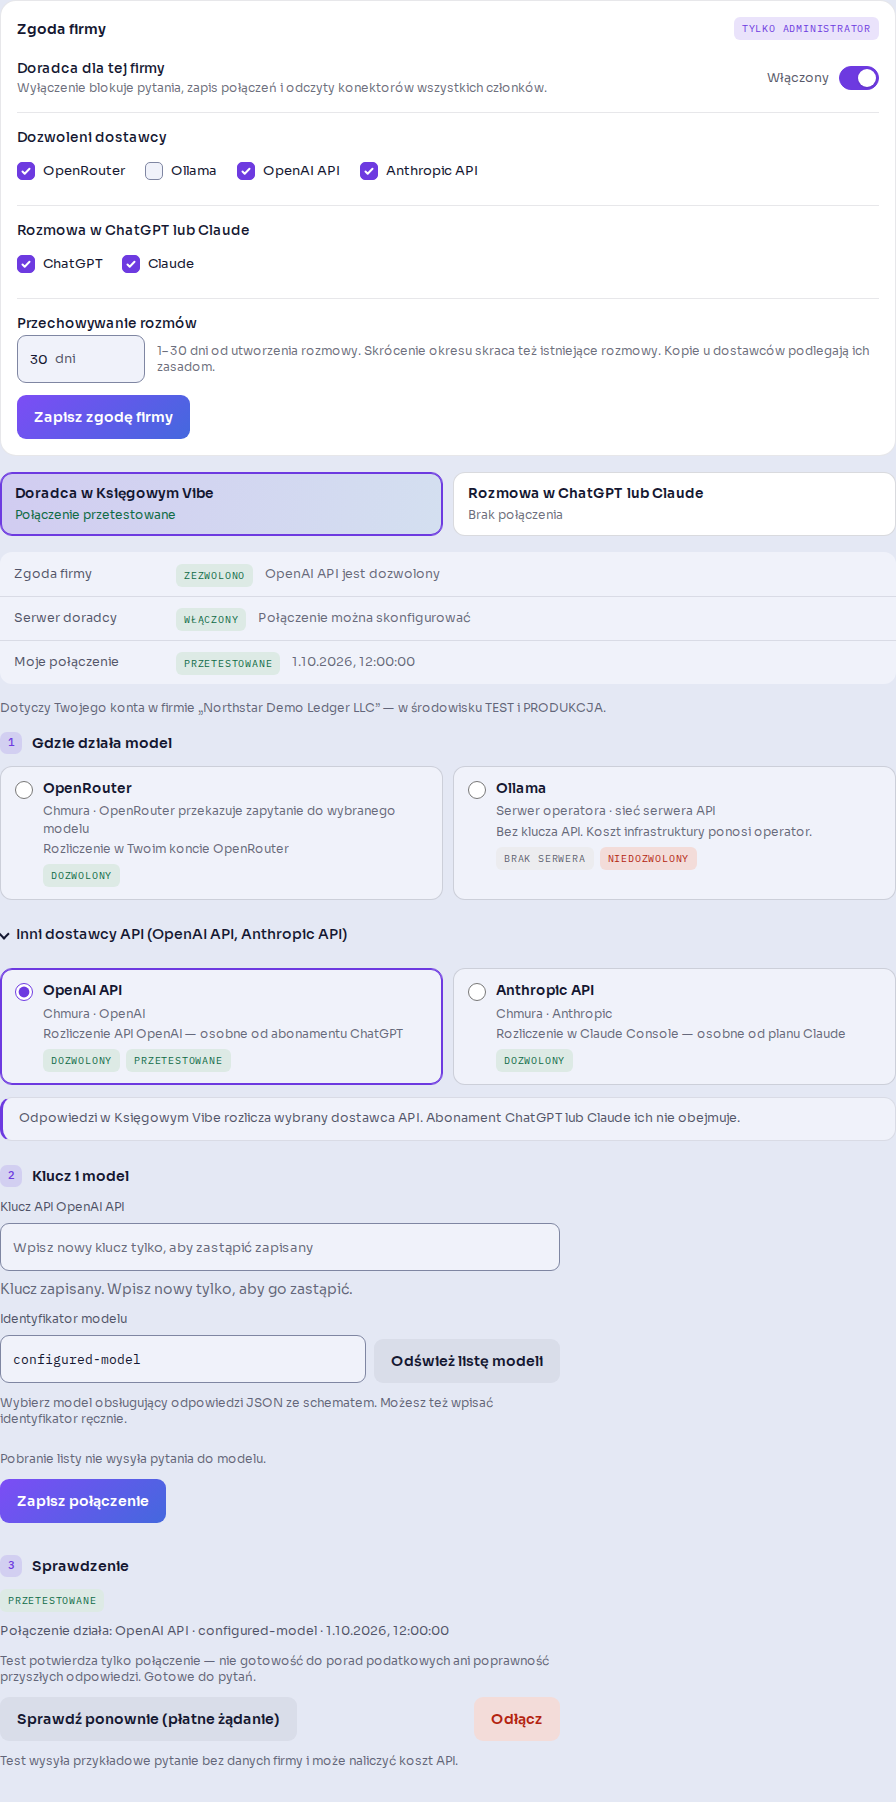 Zgoda firmy
TYLKO ADMINISTRATOR
Doradca dla tej firmy
Wyłączenie blokuje pytania, zapis połączeń i odczyty konektorów wszystkich członków.
Włączony
Dozwoleni dostawcy
OpenRouter
Ollama
OpenAI API
Anthropic API
Rozmowa w ChatGPT lub Claude
ChatGPT
Claude
Przechowywanie rozmów
30 dni
1–30 dni od utworzenia rozmowy. Skrócenie okresu skraca też istniejące rozmowy. Kopie u dostawców podlegają ich
zasadom.
Zapisz zgodę firmy
Doradca w Księgowym Vibe
Połączenie przetestowane
Rozmowa w ChatGPT lub Claude
Brak połączenia
Zgoda firmy
ZEZWOLONO
OpenAI API jest dozwolony
Serwer doradcy
WŁĄCZONY
Połączenie można skonfigurować
Moje połączenie
PRZETESTOWANE
1.10.2026, 12:00:00
Dotyczy Twojego konta w firmie „Northstar Demo Ledger LLC” — w środowisku TEST i PRODUKCJA.
1 Gdzie działa model
OpenRouter
Chmura · OpenRouter przekazuje zapytanie do wybranego
modelu
Rozliczenie w Twoim koncie OpenRouter
DOZWOLONY
Ollama
Serwer operatora · sieć serwera API
Bez klucza API. Koszt infrastruktury ponosi operator.
BRAK SERWERA
NIEDOZWOLONY
Inni dostawcy API (OpenAI API, Anthropic API)
OpenAI API
Chmura · OpenAI
Rozliczenie API OpenAI — osobne od abonamentu ChatGPT
DOZWOLONY
PRZETESTOWANE
Anthropic API
Chmura · Anthropic
Rozliczenie w Claude Console — osobne od planu Claude
DOZWOLONY
Odpowiedzi w Księgowym Vibe rozlicza wybrany dostawca API. Abonament ChatGPT lub Claude ich nie obejmuje.
2 Klucz i model
Klucz API OpenAI API
Wpisz nowy klucz tylko, aby zastąpić zapisany
Klucz zapisany. Wpisz nowy tylko, aby go zastąpić.
Identyfikator modelu
configured-model
Odśwież listę modeli
Wybierz model obsługujący odpowiedzi JSON ze schematem. Możesz też wpisać
identyfikator ręcznie.
Pobranie listy nie wysyła pytania do modelu.
Zapisz połączenie
3 Sprawdzenie
PRZETESTOWANE
Połączenie działa: OpenAI API · configured-model · 1.10.2026, 12:00:00
Test potwierdza tylko połączenie — nie gotowość do porad podatkowych ani poprawność
przyszłych odpowiedzi. Gotowe do pytań.
Sprawdź ponownie (płatne żądanie)
Odłącz
Test wysyła przykładowe pytanie bez danych firmy i może naliczyć koszt API.